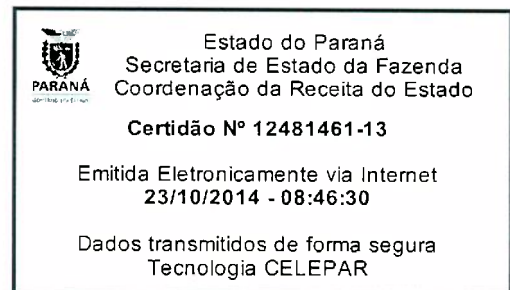 Estado do Paraná
Secretaria de Estado da Fazenda
PARANÁ
Coordenação da Receita do Estado
Certidão Nº 12481461-13
Emitida Eletronicamente via Internet
23/10/2014 - 08:46:30
Dados transmitidos de forma segura
Tecnologia CELEPAR